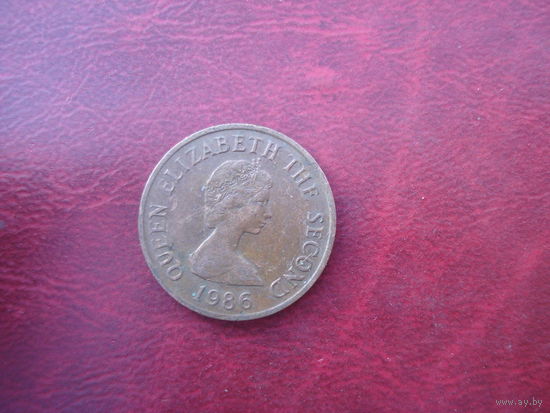 QUEEN ELIZABETH THE SECOND
1986
www.ay.by